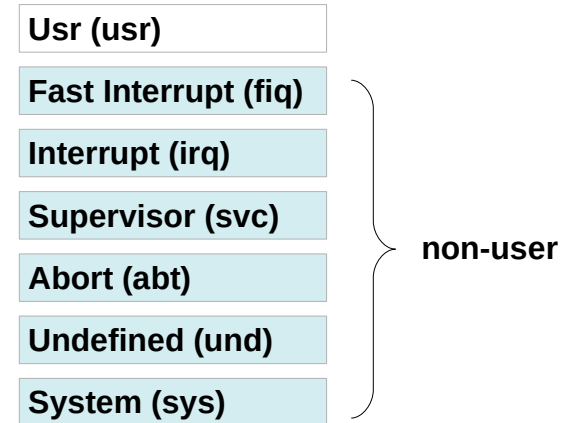 Usr (usr)
Fast Interrupt (fiq)
Interrupt (irq)
Supervisor (svc)
Abort (abt)
Undefined (und)
System (sys)
non-user